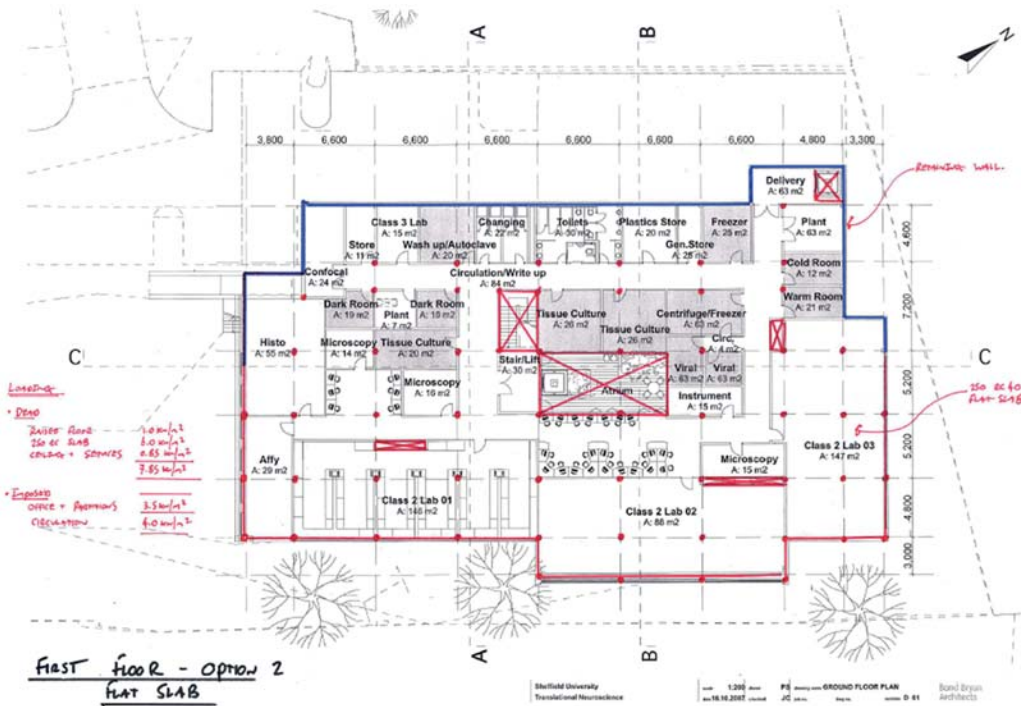 A
B
N
3,800 6,600 6,600 6,600 6,600 6,600 6,600 4,800 3,300
RETAINING WALL
Delivery
A: 63 m2
Class 3 Lab
A: 15 m2
Changing
A: 22 m2
Toilets
A: 30 m2
Plastics Store
A: 20 m2
Freezer
A: 25 m2
Plant
A: 63 m2
4,600
Store
A: 11 m2
Wash up/Autoclave
A: 20 m2
Gen.Store
A: 28 m2
Confocal
A: 24 m2
Circulation/Write up
A: 84 m2
Cold Room
A: 12 m2
Warm Room
A: 21 m2
7,200
Dark Room
A: 19 m2
Plant
A: 7 m2
Dark Room
A: 18 m2
Tissue Culture
A: 26 m2
Tissue Culture
A: 26 m2
Centrifuge/Freezer
A: 63 m2
Circ.
A: 4 m2
Histo
A: 55 m2
Microscopy
A: 14 m2
Tissue Culture
A: 20 m2
C
C
Stair/Lift
A: 30 m2
Atrium
Viral
A: 63 m2
Viral
A: 63 m2
5,200
Microscopy
A: 16 m2
Instrument
A: 15 m2
250 RC 40
FLAT SLAB
LOADING
• DEAD
RAISED FLOOR 1.0 kN/m²
250 RC SLAB 6.0 kN/m²
CEILING + SERVICES 0.85 kN/m²
7.85 kN/m²
• IMPOSED
OFFICE + PARTITIONS 3.5 kN/m²
CIRCULATION 4.0 kN/m²
5,200
Affy
A: 29 m2
Microscopy
A: 15 m2
Class 2 Lab 03
A: 147 m2
Class 2 Lab 01
A: 146 m2
Class 2 Lab 02
A: 88 m2
4,800
3,000
A
B
FIRST FLOOR - OPTION 2
FLAT SLAB
Sheffield University
Translational Neuroscience
scale 1:200
PS
GROUND FLOOR PLAN
16.10.2007
JC
D 01
Bond Bryan
Architects